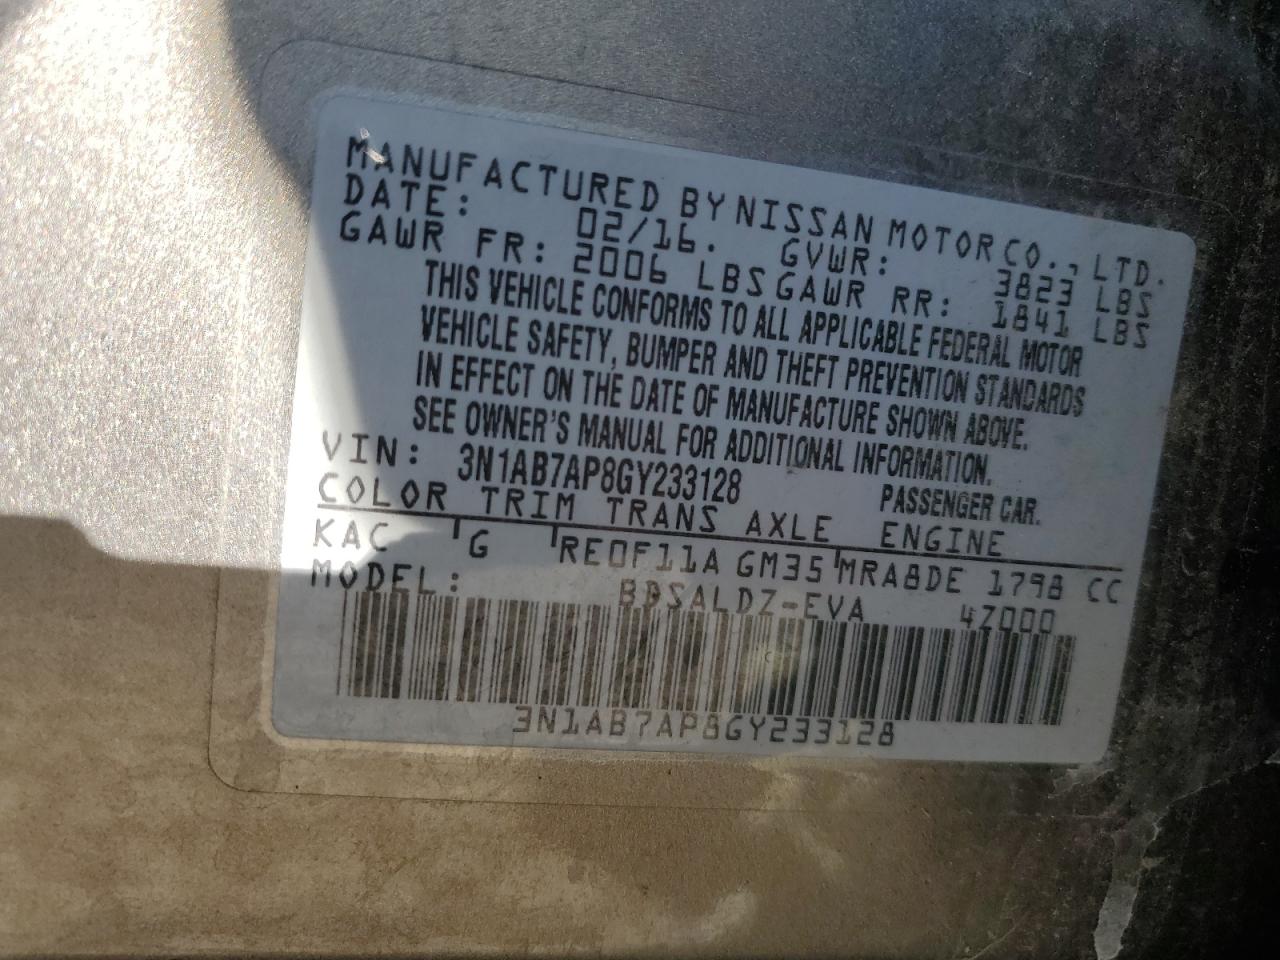 MANUFACTURED BY NISSAN MOTOR CO., LTD.
DATE: 02/16. GVWR: 3823 LBS
GAWR FR: 2006 LBS GAWR RR: 1841 LBS
THIS VEHICLE CONFORMS TO ALL APPLICABLE FEDERAL MOTOR
VEHICLE SAFETY, BUMPER AND THEFT PREVENTION STANDARDS
IN EFFECT ON THE DATE OF MANUFACTURE SHOWN ABOVE.
SEE OWNER'S MANUAL FOR ADDITIONAL INFORMATION.
VIN: 3N1AB7AP8GY233128 PASSENGER CAR.
COLOR TRIM TRANS AXLE ENGINE
KAC G RE0F11A GM35 MRA8DE 1798 CC
MODEL: BDSALDZ-EVA 4Z000
3N1AB7AP8GY233128